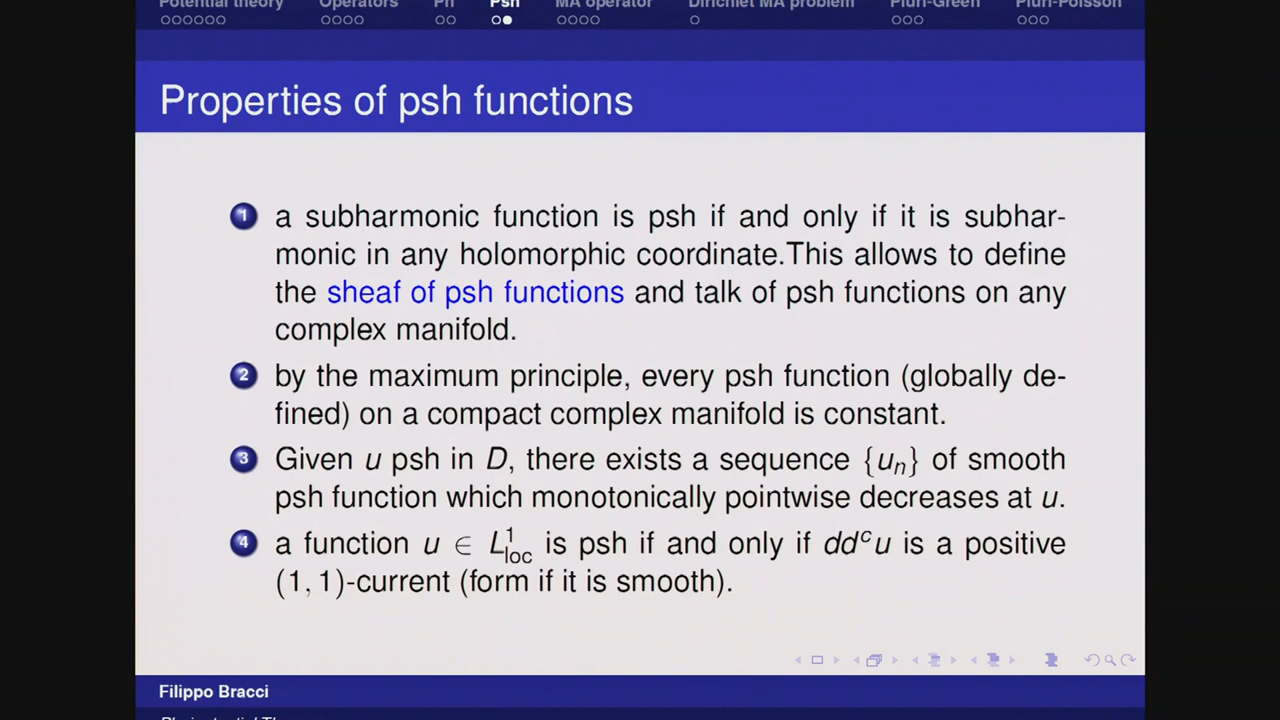 Potential theory Operators Ph Psh MA operator Dirichlet MA problem Pluri-Green Pluri-Poisson
Properties of psh functions
1 a subharmonic function is psh if and only if it is subhar-
monic in any holomorphic coordinate.This allows to define
the sheaf of psh functions and talk of psh functions on any
complex manifold.
2 by the maximum principle, every psh function (globally de-
fined) on a compact complex manifold is constant.
3 Given u psh in D, there exists a sequence {uₙ} of smooth
psh function which monotonically pointwise decreases at u.
4 a function u ∈ L¹loc is psh if and only if ddᶜu is a positive
(1, 1)-current (form if it is smooth).
Filippo Bracci